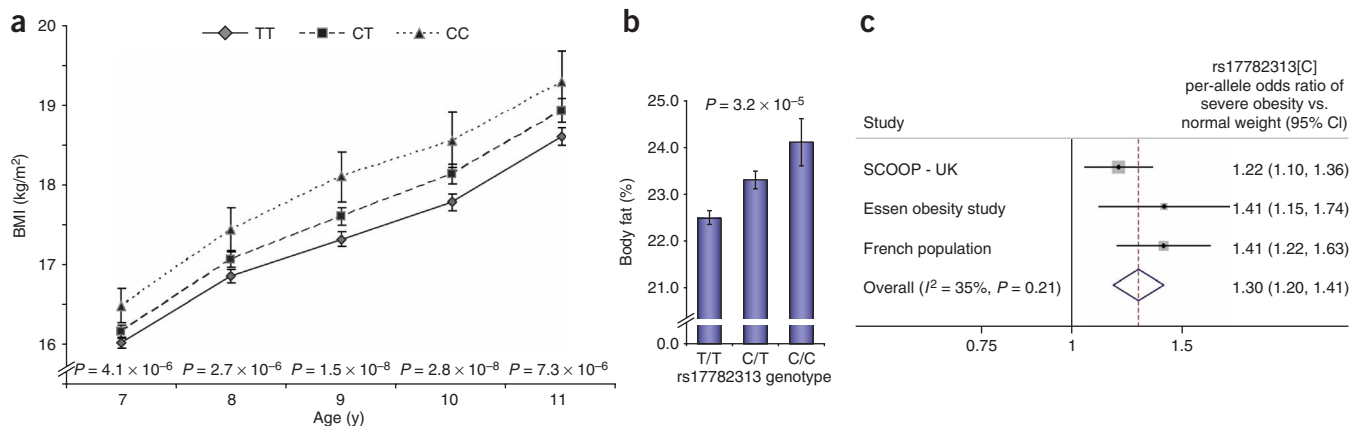 a
20
19
18
17
16
BMI (kg/m²)
TT CT CC
P = 4.1 × 10⁻⁶ P = 2.7 × 10⁻⁶ P = 1.5 × 10⁻⁸ P = 2.8 × 10⁻⁸ P = 7.3 × 10⁻⁶
7 8 9 10 11
Age (y)
b
25.0
24.0
23.0
22.0
21.0
0.0
Body fat (%)
P = 3.2 × 10⁻⁵
T/T C/T C/C
rs17782313 genotype
c
rs17782313[C]
per-allele odds ratio of
severe obesity vs.
normal weight (95% CI)
Study
SCOOP - UK 1.22 (1.10, 1.36)
Essen obesity study 1.41 (1.15, 1.74)
French population 1.41 (1.22, 1.63)
Overall (I² = 35%, P = 0.21) 1.30 (1.20, 1.41)
0.75 1 1.5